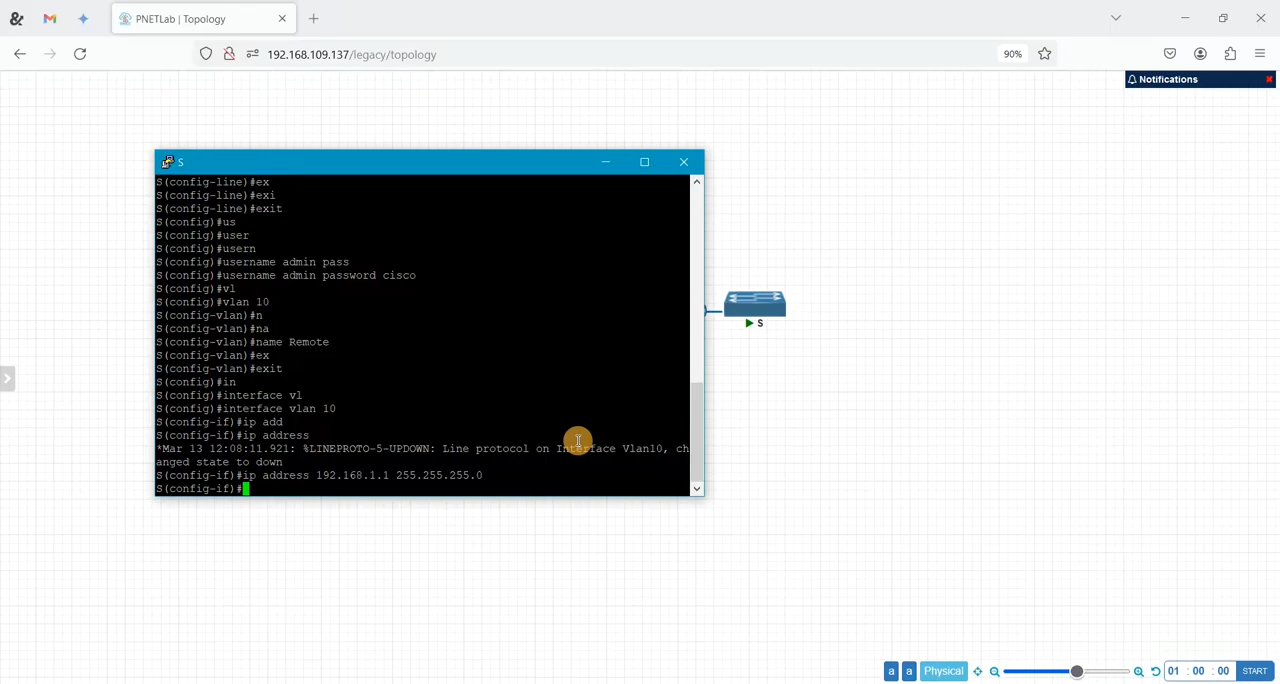 PNETLab | Topology
192.168.109.137/legacy/topology
90%
Notifications
S
S(config-line)#ex
S(config-line)#exi
S(config-line)#exit
S(config)#us
S(config)#user
S(config)#usern
S(config)#username admin pass
S(config)#username admin password cisco
S(config)#vl
S(config)#vlan 10
S(config-vlan)#n
S(config-vlan)#na
S(config-vlan)#name Remote
S(config-vlan)#ex
S(config-vlan)#exit
S(config)#in
S(config)#interface vl
S(config)#interface vlan 10
S(config-if)#ip add
S(config-if)#ip address
*Mar 13 12:08:11.921: %LINEPROTO-5-UPDOWN: Line protocol on Interface Vlan10, ch
anged state to down
S(config-if)#ip address 192.168.1.1 255.255.255.0
S(config-if)#
S
a a Physical 01 : 00 : 00 START